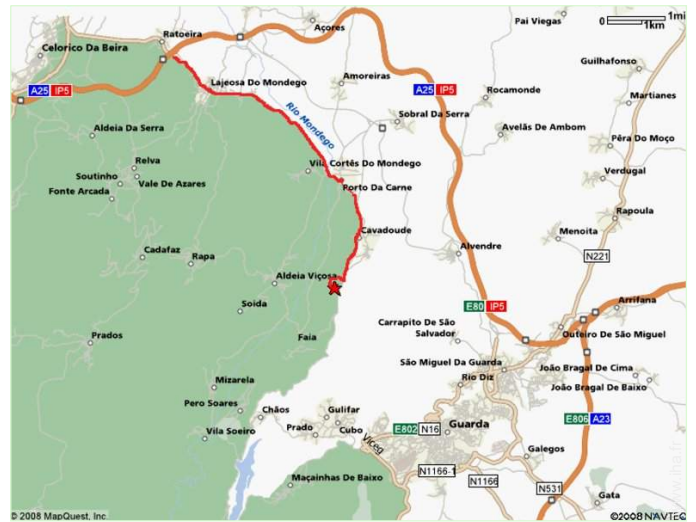 Pai Viegas
0 1mi
1km
Ratoeira
Açores
Celorico Da Beira
Guilhafonso
Lajeosa Do Mondego
Amoreiras
A25 IP5
A25 IP5
Rocamonde
Martianes
Rio Mondego
Sobral Da Serra
Aldeia Da Serra
Avelãs De Ambom
Pêra Do Moço
Relva
Vila Cortês Do Mondego
Soutinho
Vale De Azares
Verdugal
Fonte Arcada
Porto Da Carne
Rapoula
Cavadoude
Menoita
Cadafaz
Alvendre
N221
Rapa
Aldeia Viçosa
Soida
E80 IP5
Arrifana
Carrapito De São
Salvador
Outeiro De São Miguel
Prados
Faia
São Miguel Da Guarda
João Bragal De Cima
Rio Diz
João Bragal De Baixo
Mizarela
Pero Soares
Chãos
Gulifar
E806 A23
Prado
Cubo
E802 N16
Guarda
Vila Soeiro
Viceg
Galegos
N1166-1
Maçainhas De Baixo
N1166
N531
Gata
www.iha.fr
© 2008 MapQuest, Inc.
©2008 NAVTEQ